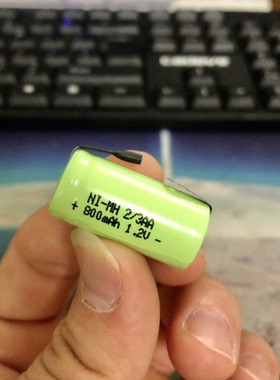 NI-MH 2/3AA
+ 800mAh 1.2V -